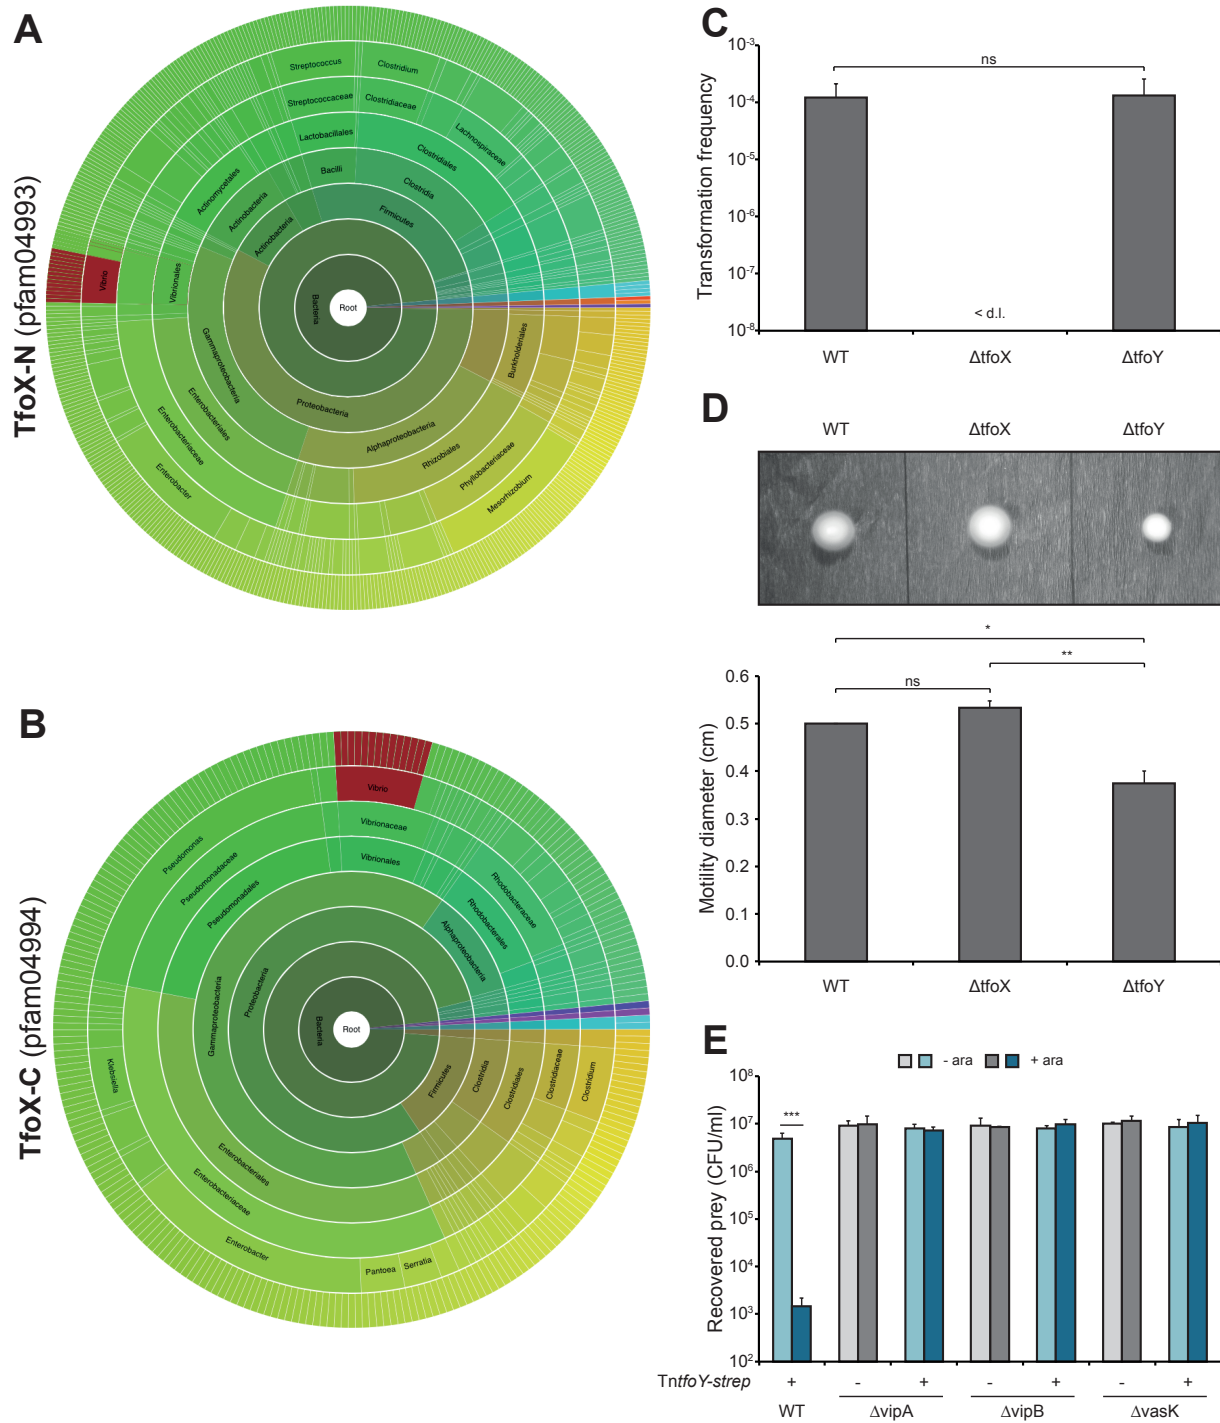 A
TfoX-N (pfam04993)
Root
Bacteria
Proteobacteria
Firmicutes
Actinobacteria
Actinobacteria
Actinomycetales
Bacilli
Lactobacillales
Streptococcaceae
Streptococcus
Clostridia
Clostridiales
Clostridiaceae
Clostridium
Lachnospiraceae
Gammaproteobacteria
Vibrionales
Vibrio
Enterobacteriales
Enterobacteriaceae
Enterobacter
Alphaproteobacteria
Rhizobiales
Phyllobacteriaceae
Mesorhizobium
Burkholderiales
B
TfoX-C (pfam04994)
Root
Bacteria
Proteobacteria
Gammaproteobacteria
Pseudomonadales
Pseudomonadaceae
Pseudomonas
Vibrionales
Vibrionaceae
Vibrio
Alphaproteobacteria
Rhodobacterales
Rhodobacteraceae
Enterobacteriales
Enterobacteriaceae
Klebsiella
Enterobacter
Pantoea
Serratia
Firmicutes
Clostridia
Clostridiales
Clostridiaceae
Clostridium
C
Transformation frequency
10⁻³
10⁻⁴
10⁻⁵
10⁻⁶
10⁻⁷
10⁻⁸
ns
< d.l.
WT ΔtfoX ΔtfoY
D
WT ΔtfoX ΔtfoY
Motility diameter (cm)
0.6
0.5
0.4
0.3
0.2
0.1
0.0
*
**
ns
WT ΔtfoX ΔtfoY
E
- ara + ara
Recovered prey (CFU/ml)
10⁸
10⁷
10⁶
10⁵
10⁴
10³
10²
***
TntfoY-strep + - + - + - +
WT ΔvipA ΔvipB ΔvasK